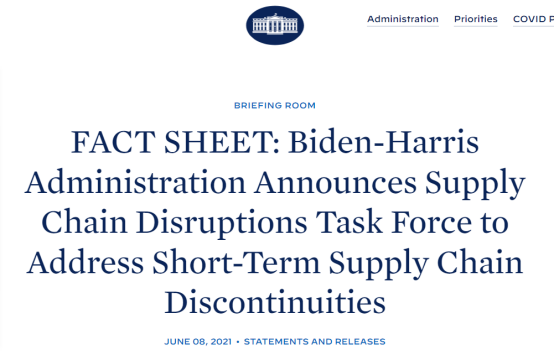 Administration Priorities COVID P
BRIEFING ROOM
FACT SHEET: Biden-Harris
Administration Announces Supply
Chain Disruptions Task Force to
Address Short-Term Supply Chain
Discontinuities
JUNE 08, 2021 • STATEMENTS AND RELEASES